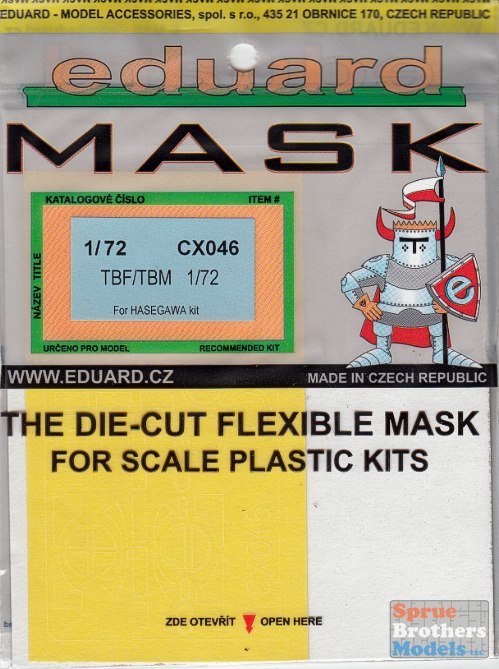 EDUARD - MODEL ACCESSORIES, spol. s r.o., 435 21 OBRNICE 170, CZECH REPUBLIC
eduard
MASK
KATALOGOVÉ ČÍSLO ITEM #
NÁZEV TITLE
1/72 CX046
TBF/TBM 1/72
For HASEGAWA kit
URČENO PRO MODEL RECOMMENDED KIT
e
WWW.EDUARD.CZ MADE IN CZECH REPUBLIC
THE DIE-CUT FLEXIBLE MASK
FOR SCALE PLASTIC KITS
ZDE OTEVŘÍT OPEN HERE
Sprue
Brothers
Models LLC